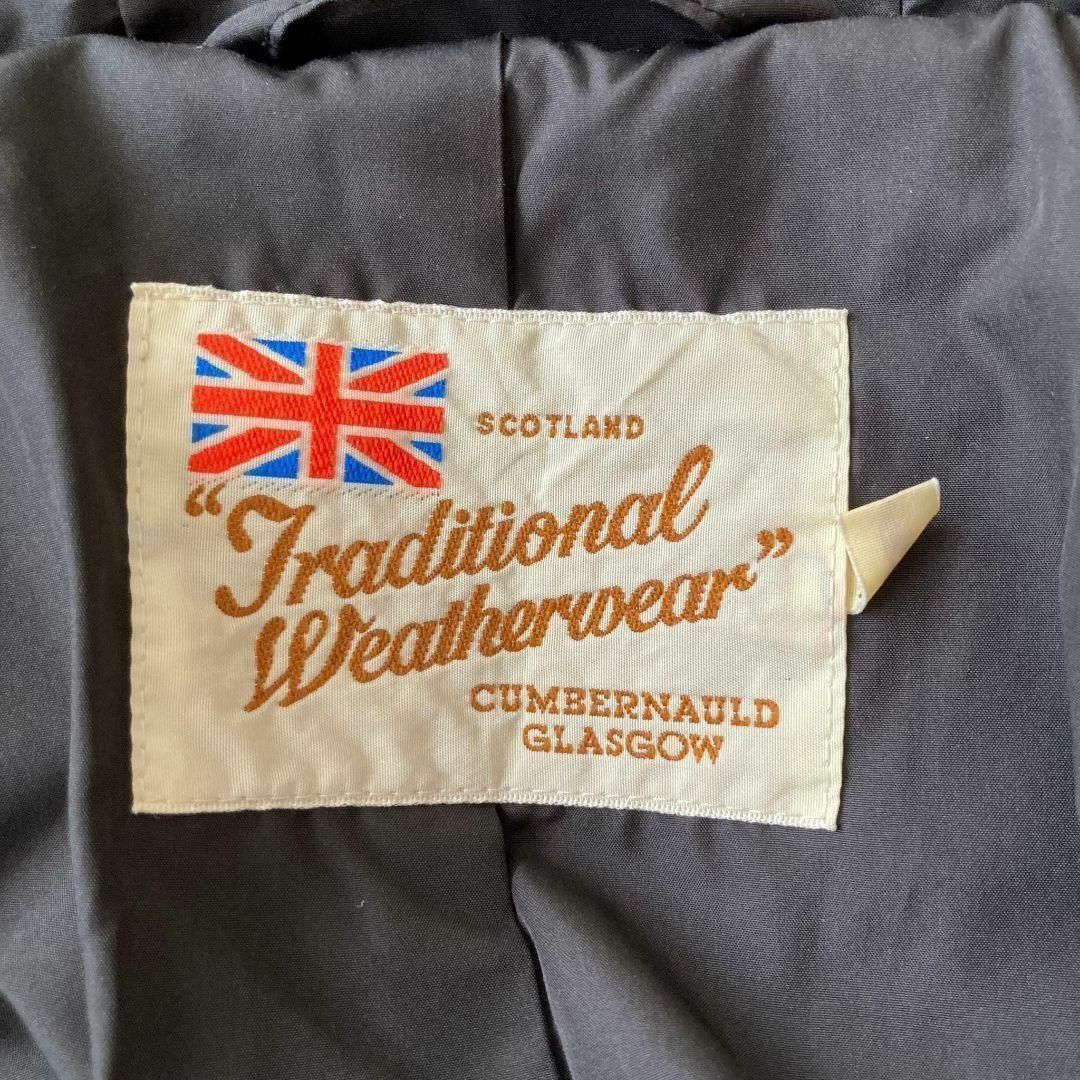 SCOTLAND
“Traditional
Weatherwear”
CUMBERNAULD
GLASGOW